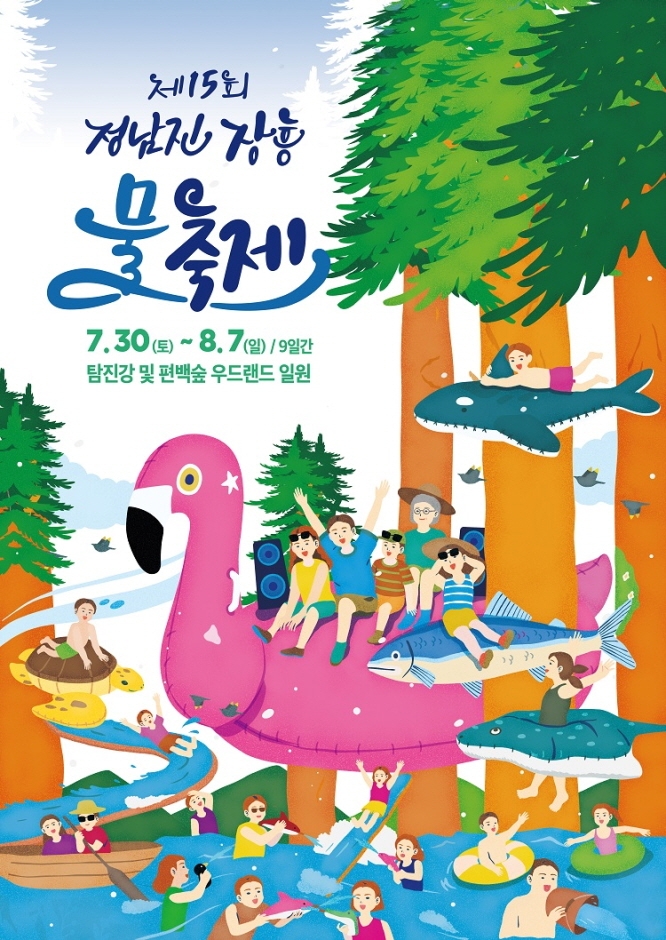 제15회
정남진 장흥
물축제
7.30(토) ~ 8.7(일) / 9일간
탐진강 및 편백숲 우드랜드 일원